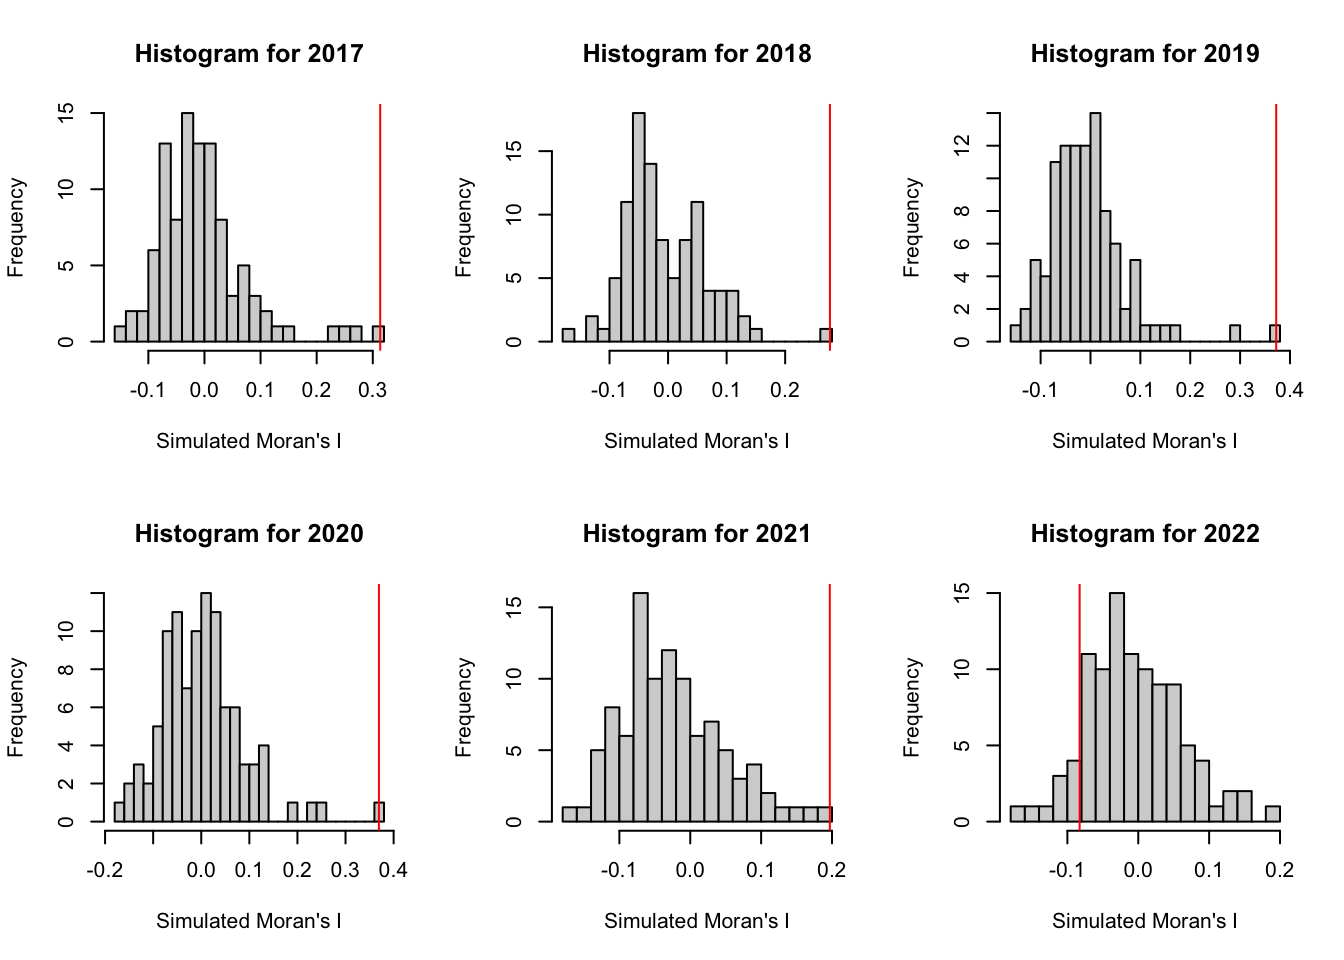 Histogram for 2017
Frequency
15
10
5
0
-0.1 0.0 0.1 0.2 0.3
Simulated Moran's I
Histogram for 2018
Frequency
15
10
5
0
-0.1 0.0 0.1 0.2
Simulated Moran's I
Histogram for 2019
Frequency
12
8
6
4
2
0
-0.1 0.1 0.2 0.3 0.4
Simulated Moran's I
Histogram for 2020
Frequency
10
8
6
4
2
0
-0.2 0.0 0.1 0.2 0.3 0.4
Simulated Moran's I
Histogram for 2021
Frequency
15
10
5
0
-0.1 0.0 0.1 0.2
Simulated Moran's I
Histogram for 2022
Frequency
15
10
5
0
-0.1 0.0 0.1 0.2
Simulated Moran's I